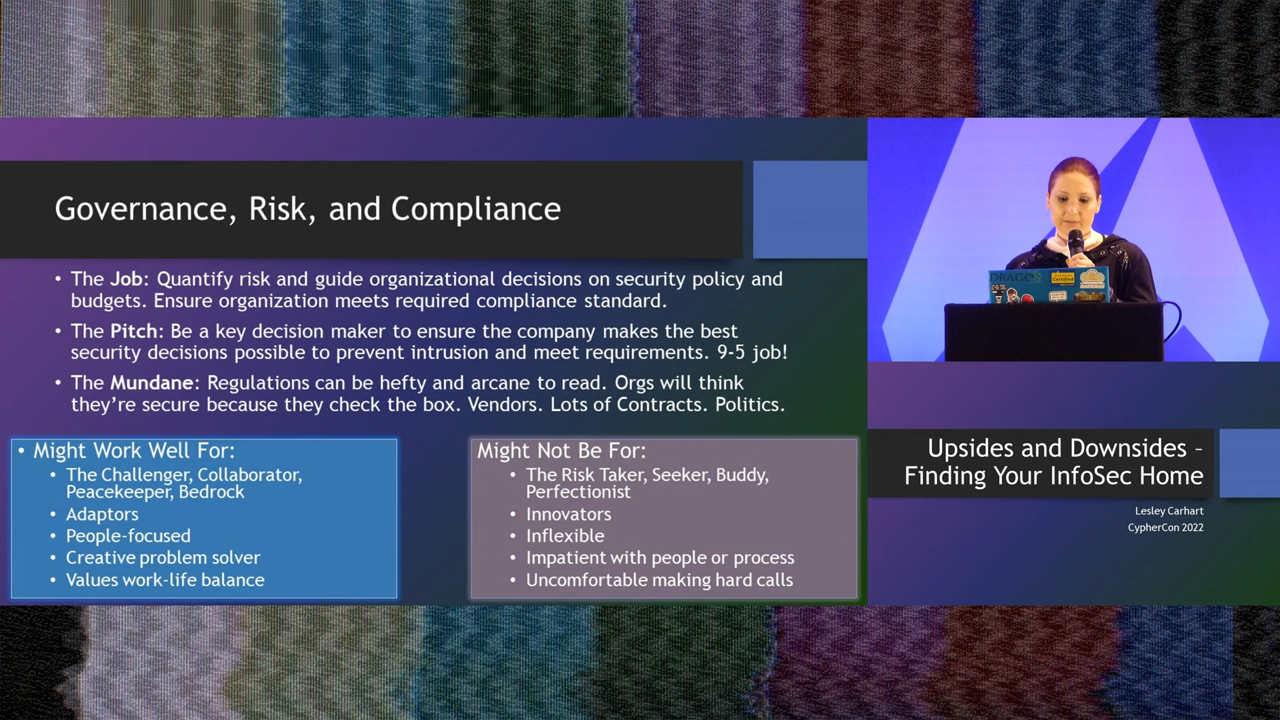 Governance, Risk, and Compliance
• The Job: Quantify risk and guide organizational decisions on security policy and
budgets. Ensure organization meets required compliance standard.
• The Pitch: Be a key decision maker to ensure the company makes the best
security decisions possible to prevent intrusion and meet requirements. 9-5 job!
• The Mundane: Regulations can be hefty and arcane to read. Orgs will think
they’re secure because they check the box. Vendors. Lots of Contracts. Politics.
• Might Work Well For:
• The Challenger, Collaborator,
Peacekeeper, Bedrock
• Adaptors
• People-focused
• Creative problem solver
• Values work-life balance
Might Not Be For:
• The Risk Taker, Seeker, Buddy,
Perfectionist
• Innovators
• Inflexible
• Impatient with people or process
• Uncomfortable making hard calls
DRAGOS
Certified
Upsides and Downsides –
Finding Your InfoSec Home
Lesley Carhart
CypherCon 2022